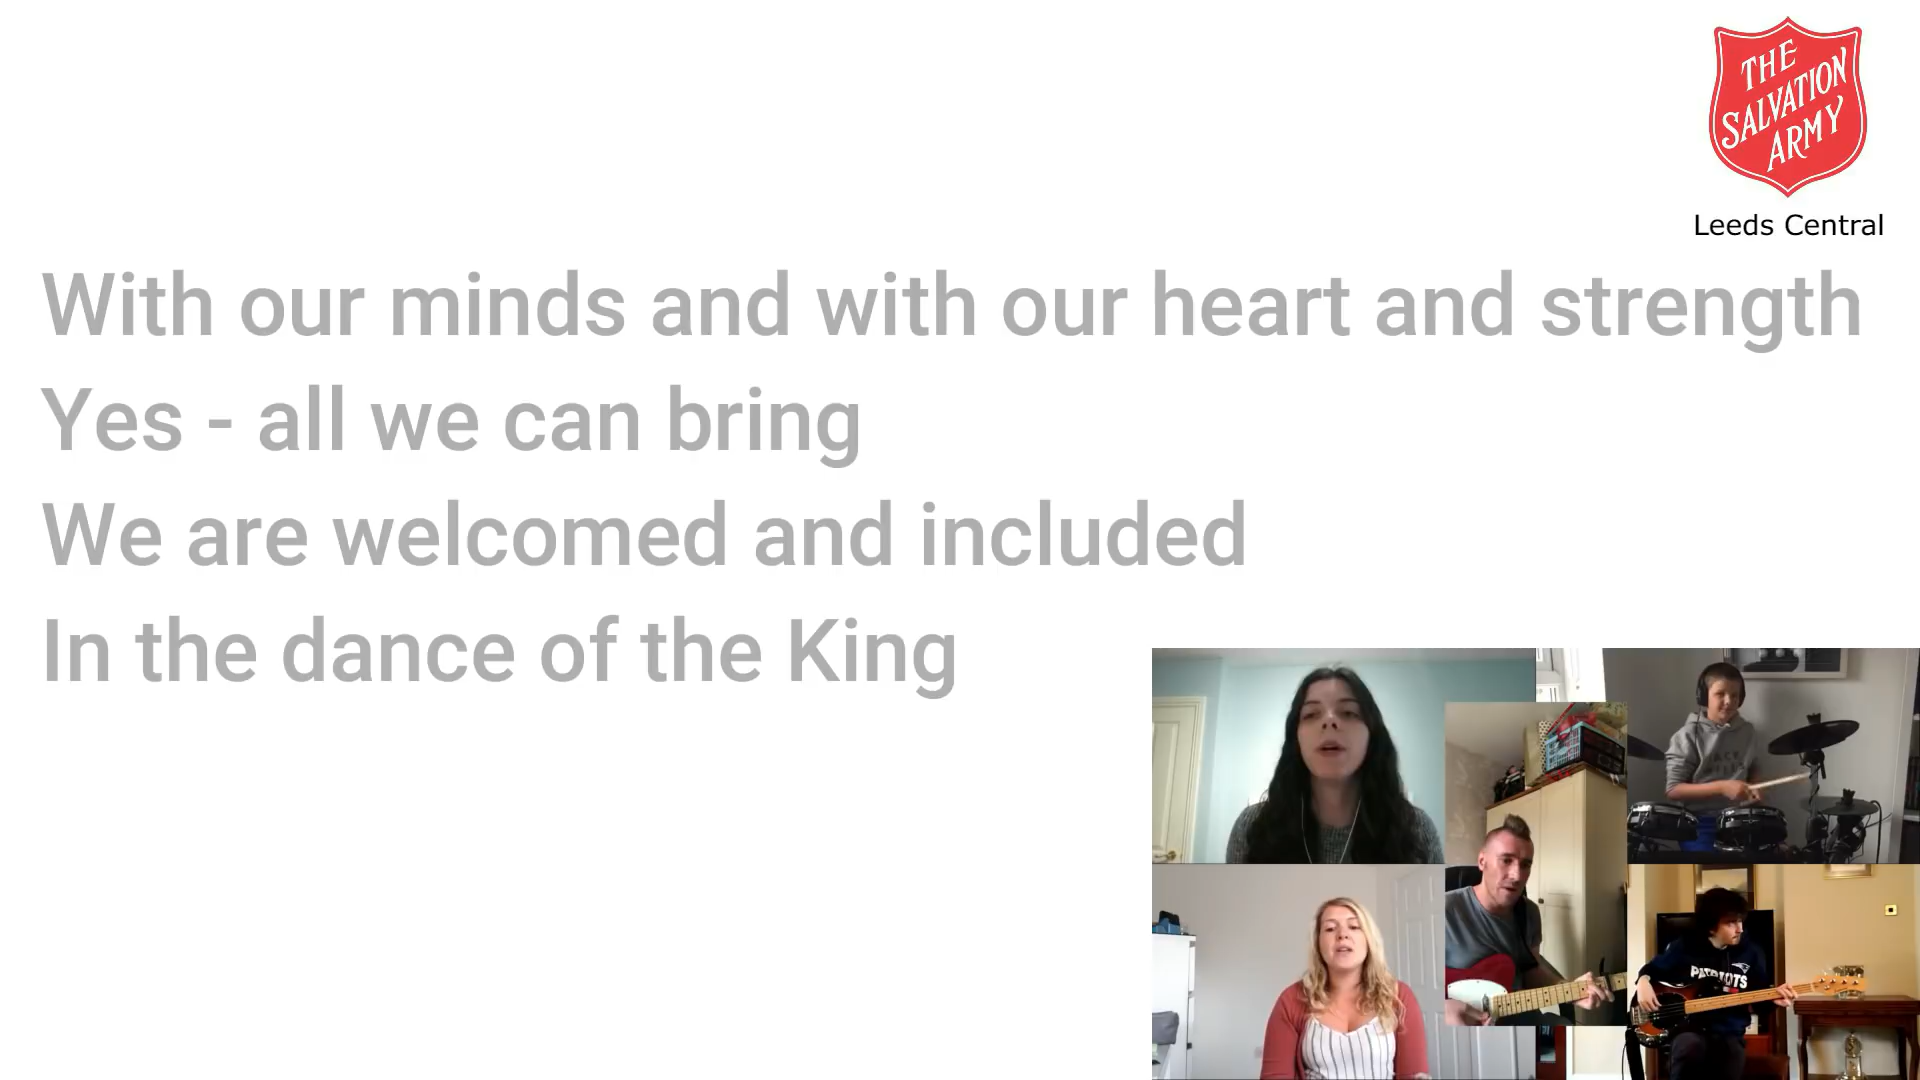 THE
SALVATION
ARMY
Leeds Central
With our minds and with our heart and strength
Yes - all we can bring
We are welcomed and included
In the dance of the King
PATRIOTS